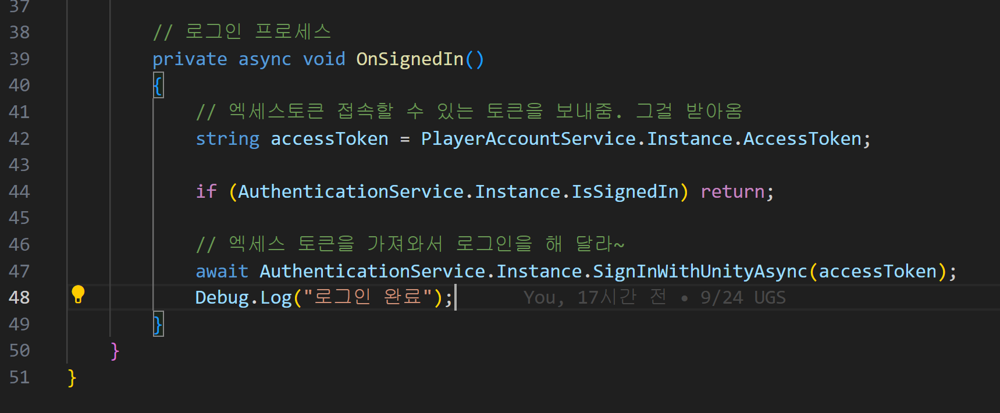 37
38 // 로그인 프로세스
39 private async void OnSignedIn()
40 {
41 // 엑세스토큰 접속할 수 있는 토큰을 보내줌. 그걸 받아옴
42 string accessToken = PlayerAccountService.Instance.AccessToken;
43
44 if (AuthenticationService.Instance.IsSignedIn) return;
45
46 // 엑세스 토큰을 가져와서 로그인을 해 달라~
47 await AuthenticationService.Instance.SignInWithUnityAsync(accessToken);
48 Debug.Log("로그인 완료"); You, 17시간 전 • 9/24 UGS
49 }
50 }
51 }